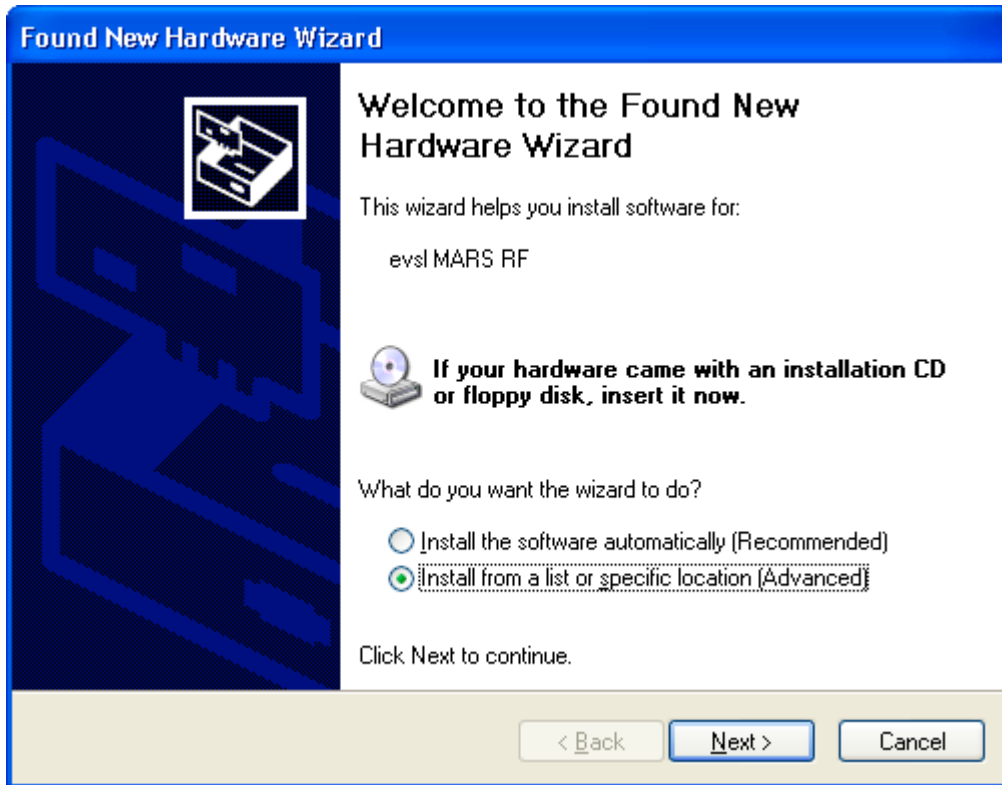 Found New Hardware Wizard
Welcome to the Found New
Hardware Wizard
This wizard helps you install software for:
evsl MARS RF
If your hardware came with an installation CD
or floppy disk, insert it now.
What do you want the wizard to do?
Install the software automatically (Recommended)
Install from a list or specific location (Advanced)
Click Next to continue.
< Back
Next >
Cancel